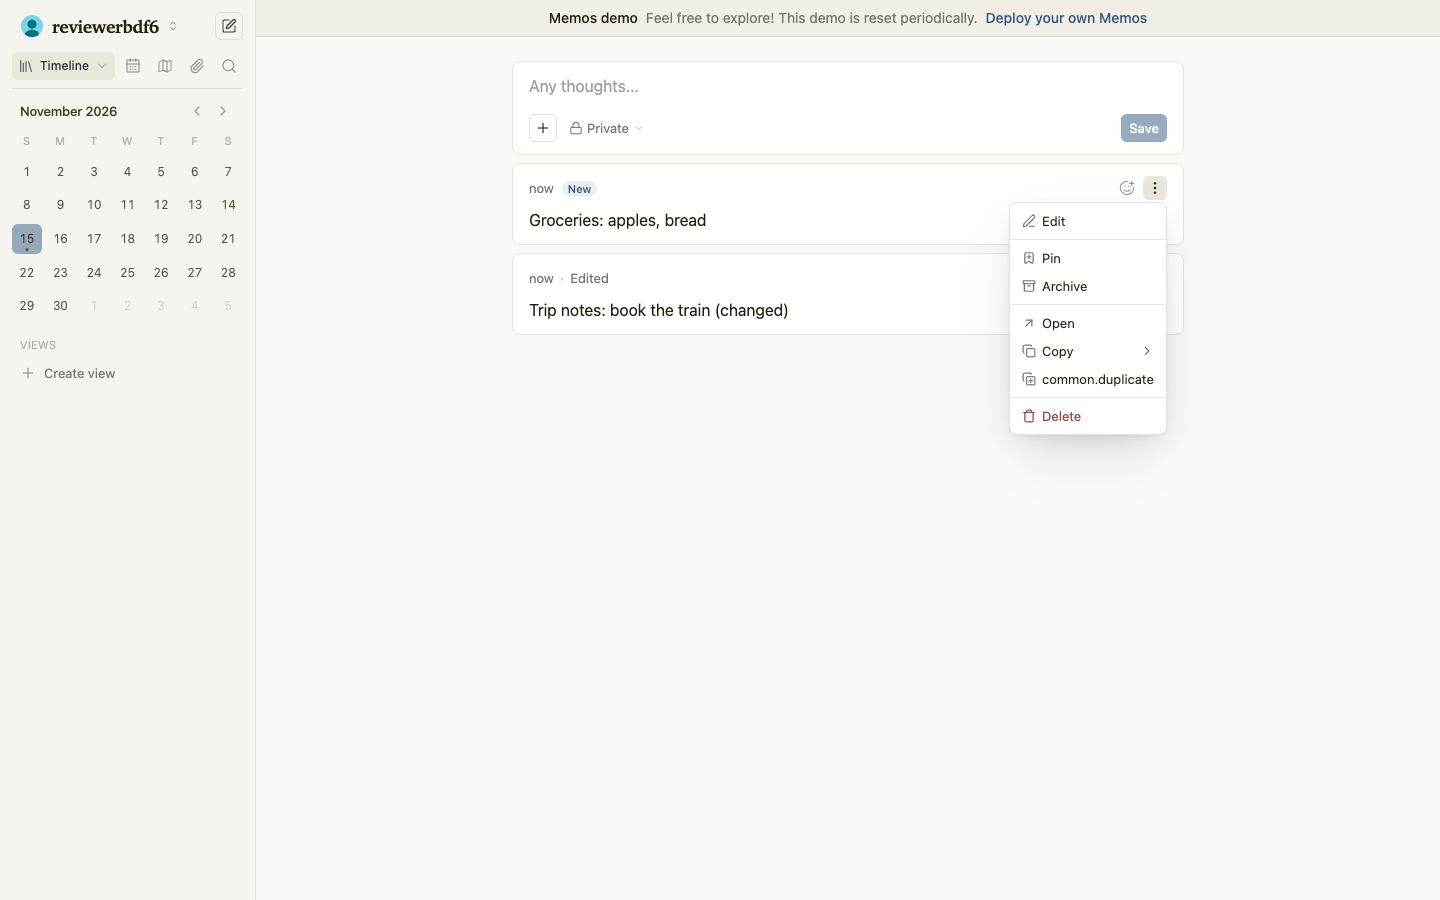 reviewerbdf6
Memos demo Feel free to explore! This demo is reset periodically. Deploy your own Memos
Timeline
November 2026
S M T W T F S
1 2 3 4 5 6 7
8 9 10 11 12 13 14
15 16 17 18 19 20 21
22 23 24 25 26 27 28
29 30 1 2 3 4 5
VIEWS
Create view
Any thoughts...
Private
Save
now New
Groceries: apples, bread
now · Edited
Trip notes: book the train (changed)
Edit
Pin
Archive
Open
Copy
common.duplicate
Delete